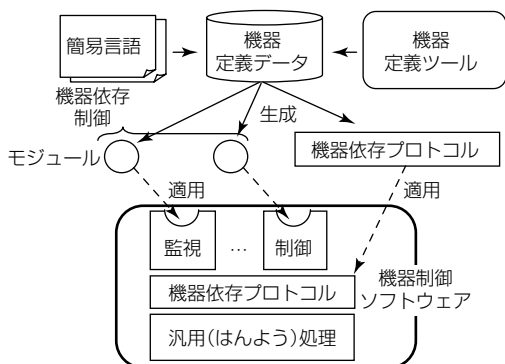 簡易言語
機器
定義データ
機器
定義ツール
機器依存
制御
生成
モジュール
機器依存プロトコル
適用
適用
監視
…
制御
機器依存プロトコル
機器制御
ソフトウェア
汎用(はんよう)処理